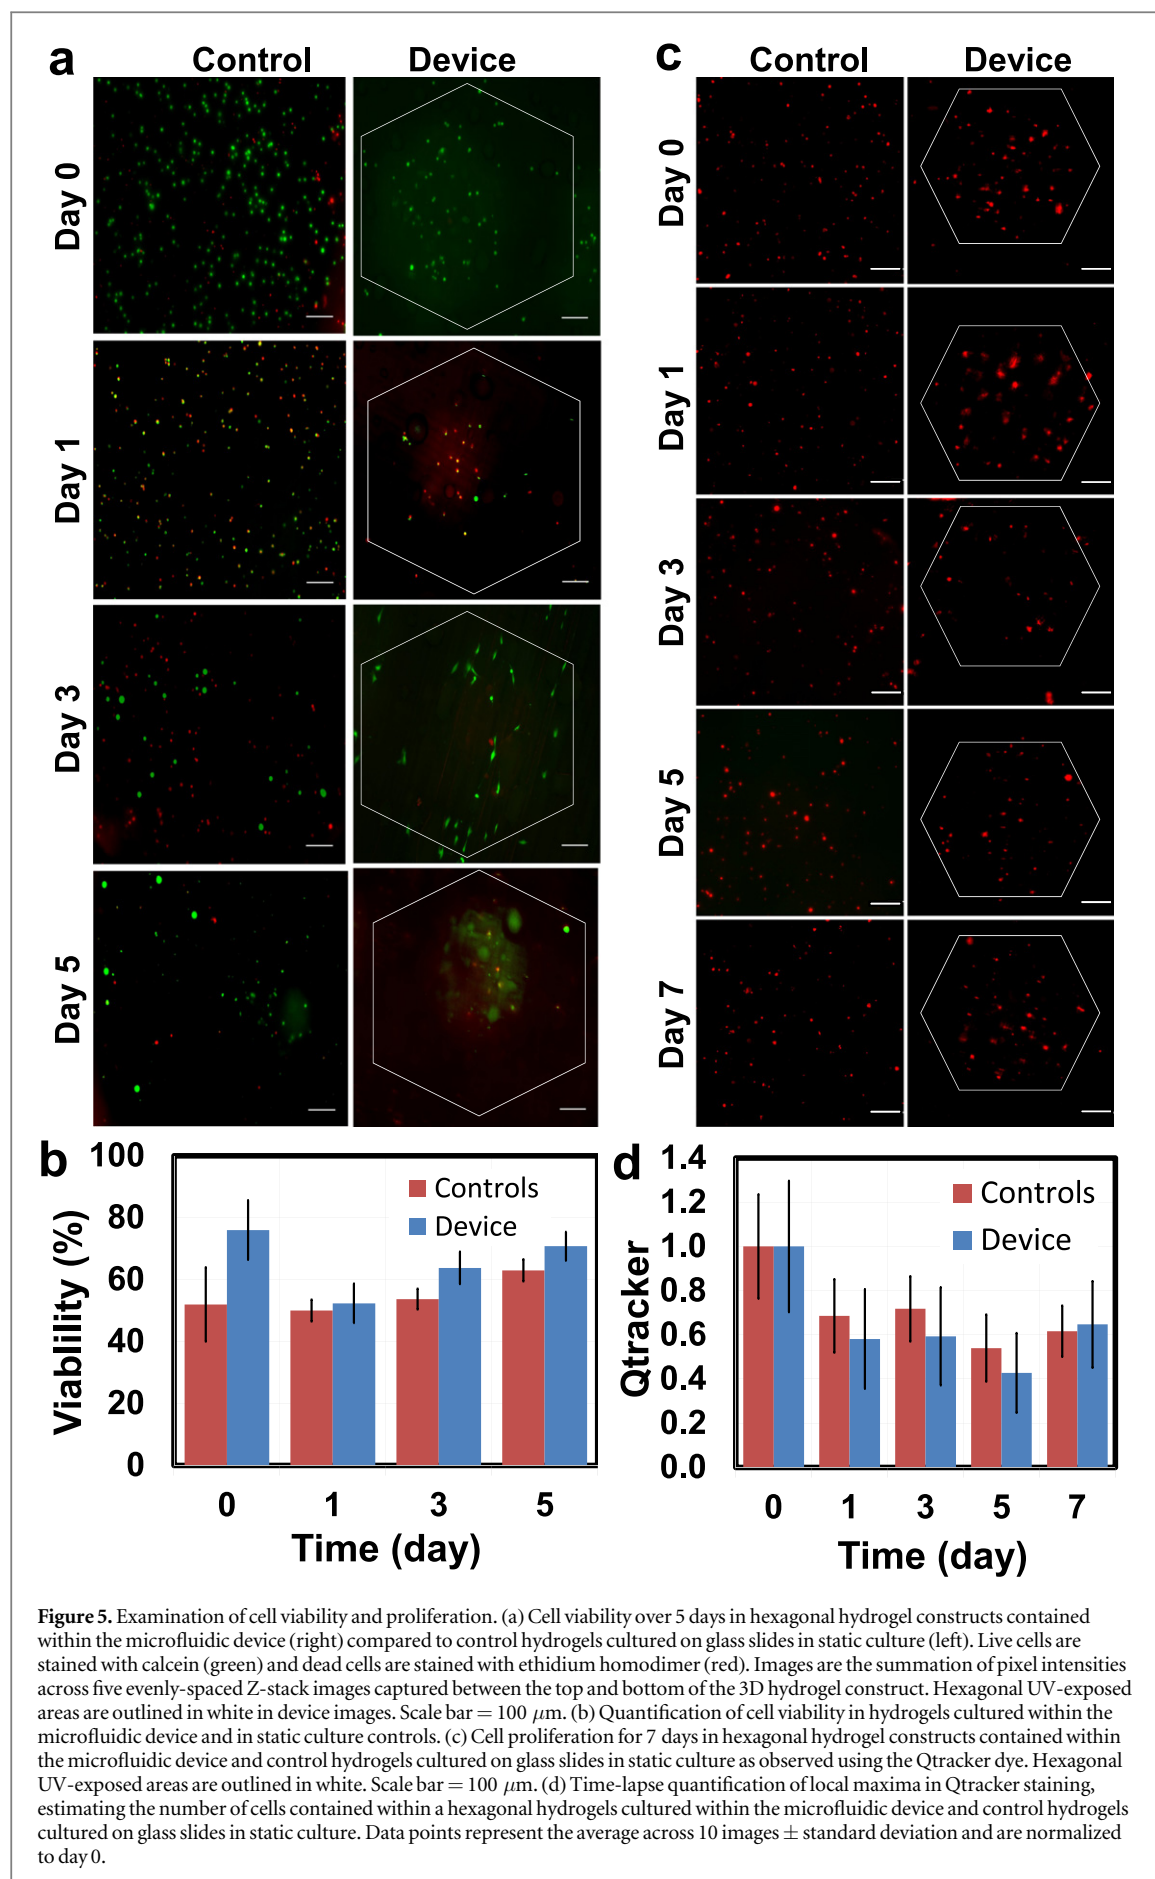 a
Control
Device
Day 0
Day 1
Day 3
Day 5
c
Control
Device
Day 0
Day 1
Day 3
Day 5
Day 7
b
100
80
60
40
20
0
Viablility (%)
Controls
Device
0 1 3 5
Time (day)
d
1.4
1.2
1.0
0.8
0.6
0.4
0.2
0.0
Qtracker
Controls
Device
0 1 3 5 7
Time (day)
Figure 5. Examination of cell viability and proliferation. (a) Cell viability over 5 days in hexagonal hydrogel constructs contained
within the microfluidic device (right) compared to control hydrogels cultured on glass slides in static culture (left). Live cells are
stained with calcein (green) and dead cells are stained with ethidium homodimer (red). Images are the summation of pixel intensities
across five evenly-spaced Z-stack images captured between the top and bottom of the 3D hydrogel construct. Hexagonal UV-exposed
areas are outlined in white in device images. Scale bar = 100 μm. (b) Quantification of cell viability in hydrogels cultured within the
microfluidic device and in static culture controls. (c) Cell proliferation for 7 days in hexagonal hydrogel constructs contained within
the microfluidic device and control hydrogels cultured on glass slides in static culture as observed using the Qtracker dye. Hexagonal
UV-exposed areas are outlined in white. Scale bar = 100 μm. (d) Time-lapse quantification of local maxima in Qtracker staining,
estimating the number of cells contained within a hexagonal hydrogels cultured within the microfluidic device and control hydrogels
cultured on glass slides in static culture. Data points represent the average across 10 images ± standard deviation and are normalized
to day 0.